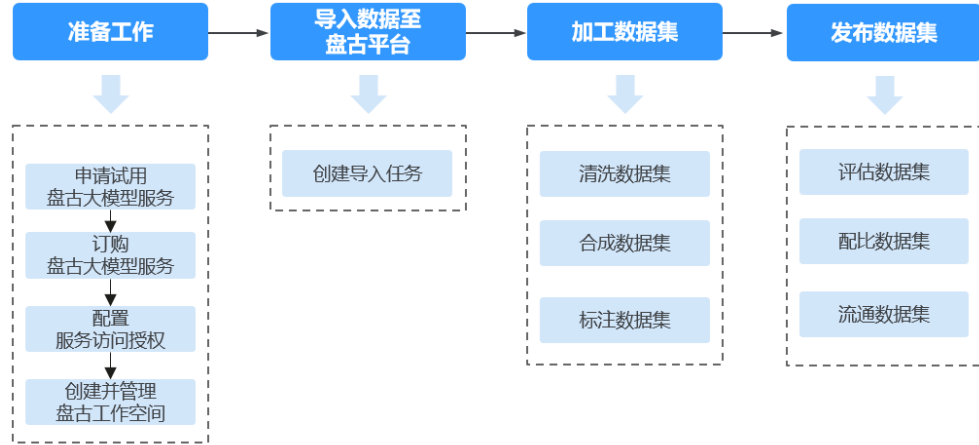 准备工作
导入数据至
盘古平台
加工数据集
发布数据集
申请试用
盘古大模型服务
订购
盘古大模型服务
配置
服务访问授权
创建并管理
盘古工作空间
创建导入任务
清洗数据集
合成数据集
标注数据集
评估数据集
配比数据集
流通数据集